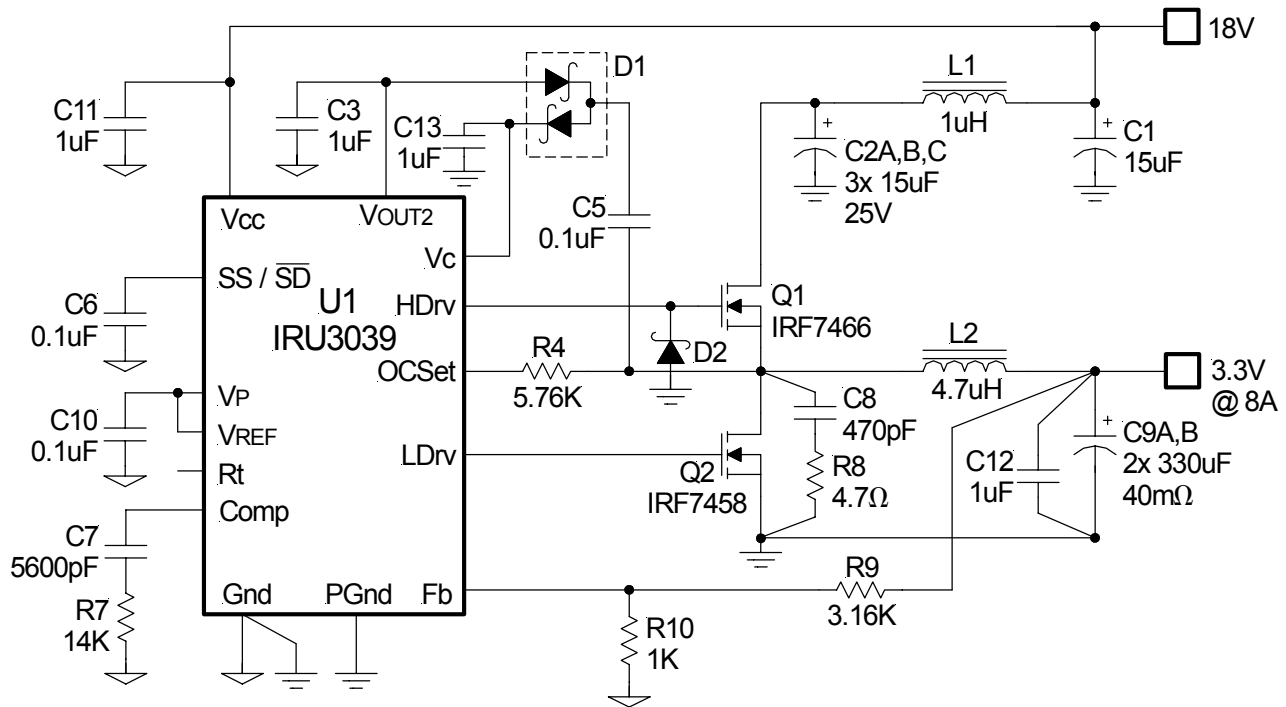 18V
D1
L1
1uH
C11
1uF
C3
1uF
C13
1uF
+
C2A,B,C
3x 15uF
25V
+
C1
15uF
Vcc
VOUT2
C5
0.1uF
Vc
SS / SD
C6
0.1uF
U1
IRU3039
HDrv
Q1
IRF7466
OCSet
R4
5.76K
D2
L2
4.7uH
3.3V
@ 8A
VP
C10
0.1uF
VREF
C8
470pF
Rt
LDrv
Q2
IRF7458
R8
4.7Ω
C12
1uF
+
C9A,B
2x 330uF
40mΩ
Comp
C7
5600pF
R7
14K
Gnd
PGnd
Fb
R9
3.16K
R10
1K